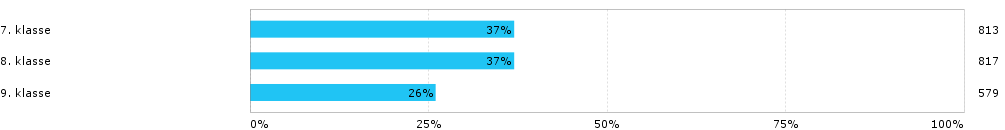 7. klasse 37% 813
8. klasse 37% 817
9. klasse 26% 579
0% 25% 50% 75% 100%